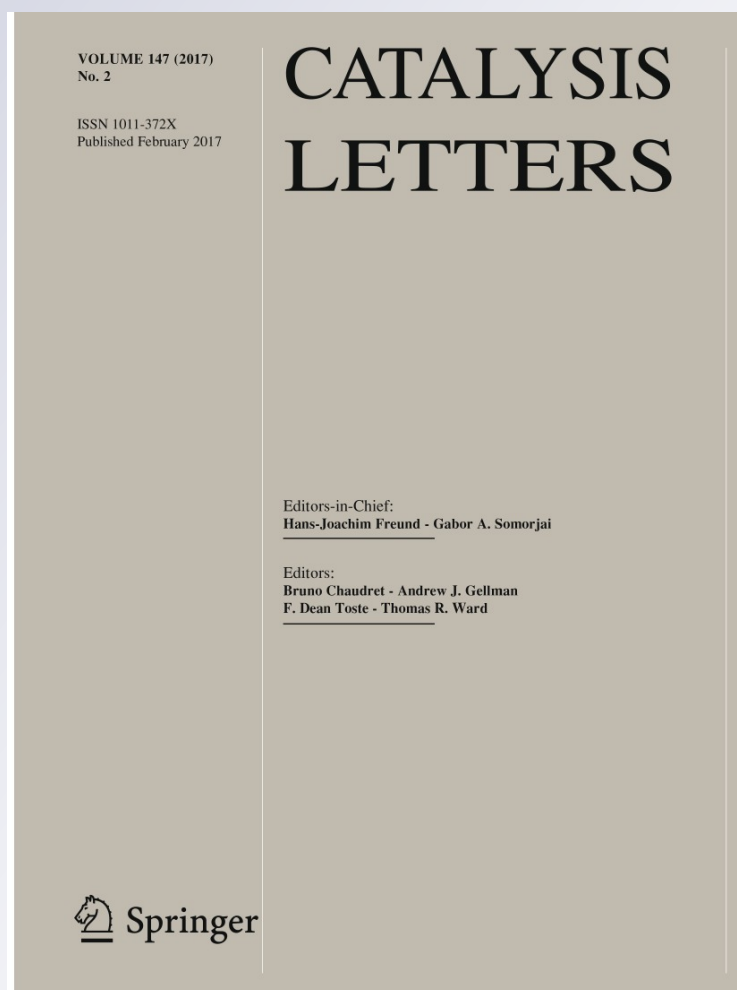 VOLUME 147 (2017)
No. 2
ISSN 1011-372X
Published February 2017
CATALYSIS
LETTERS
Editors-in-Chief:
Hans-Joachim Freund - Gabor A. Somorjai
Editors:
Bruno Chaudret - Andrew J. Gellman
F. Dean Toste - Thomas R. Ward
Springer